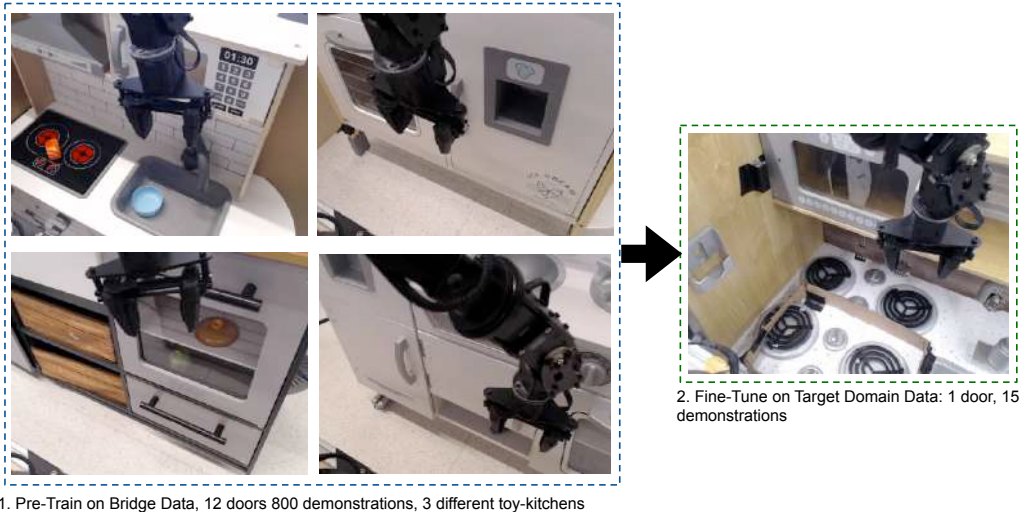 01:30
1. Pre-Train on Bridge Data, 12 doors 800 demonstrations, 3 different toy-kitchens
2. Fine-Tune on Target Domain Data: 1 door, 15
demonstrations